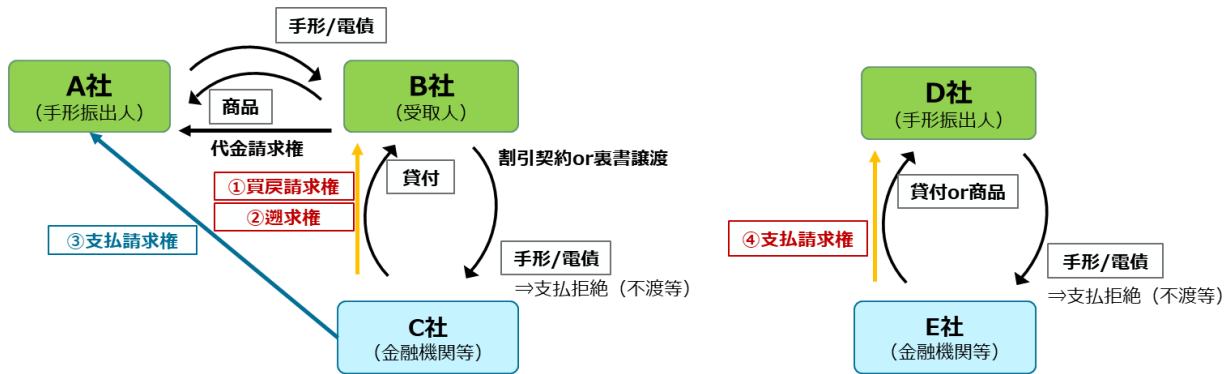 手形/電債
A社
(手形振出人)
商品
B社
(受取人)
代金請求権
①買戻請求権
②遡求権
貸付
割引契約or裏書譲渡
③支払請求権
手形/電債
⇒支払拒絶(不渡等)
C社
(金融機関等)
D社
(手形振出人)
貸付or商品
④支払請求権
手形/電債
⇒支払拒絶(不渡等)
E社
(金融機関等)